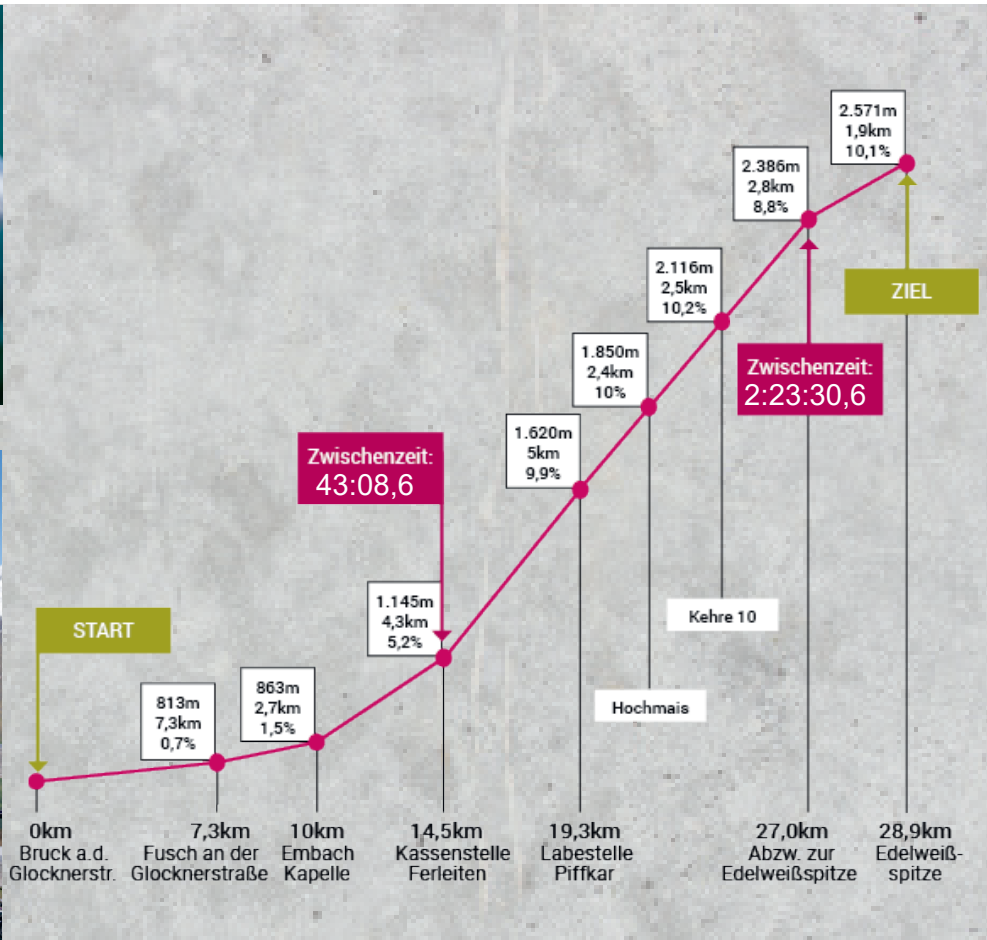 2.571m
1,9km
10,1%
2.386m
2,8km
8,8%
ZIEL
2.116m
2,5km
10,2%
Zwischenzeit:
2:23:30,6
1.850m
2,4km
10%
1.620m
5km
9,9%
Zwischenzeit:
43:08,6
1.145m
4,3km
5,2%
START
Kehre 10
813m
7,3km
0,7%
863m
2,7km
1,5%
Hochmais
0km
Bruck a.d.
Glocknerstr.
7,3km
Fusch an der
Glocknerstraße
10km
Embach
Kapelle
14,5km
Kassenstelle
Ferleiten
19,3km
Labestelle
Piffkar
27,0km
Abzw. zur
Edelweißspitze
28,9km
Edelweiß-
spitze